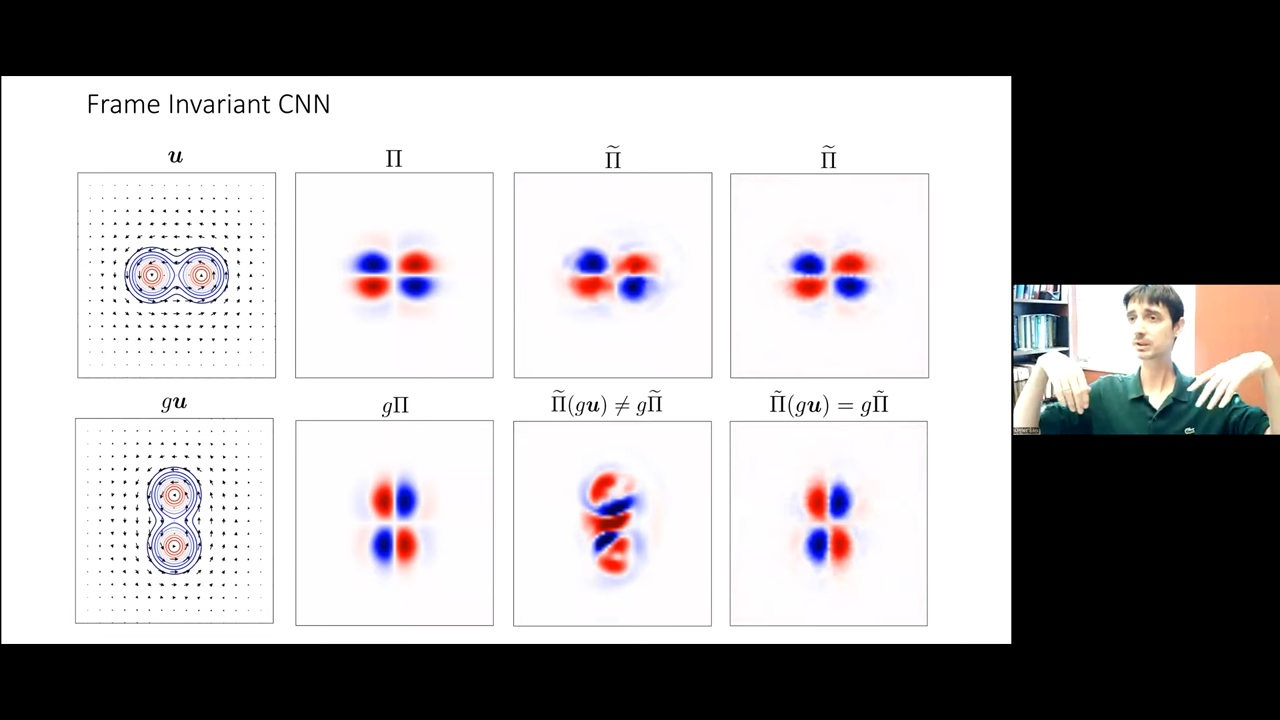 Frame Invariant CNN
𝒖 Π Π̃ Π̃
g𝒖 gΠ Π̃(g𝒖) ≠ gΠ̃ Π̃(g𝒖) = gΠ̃